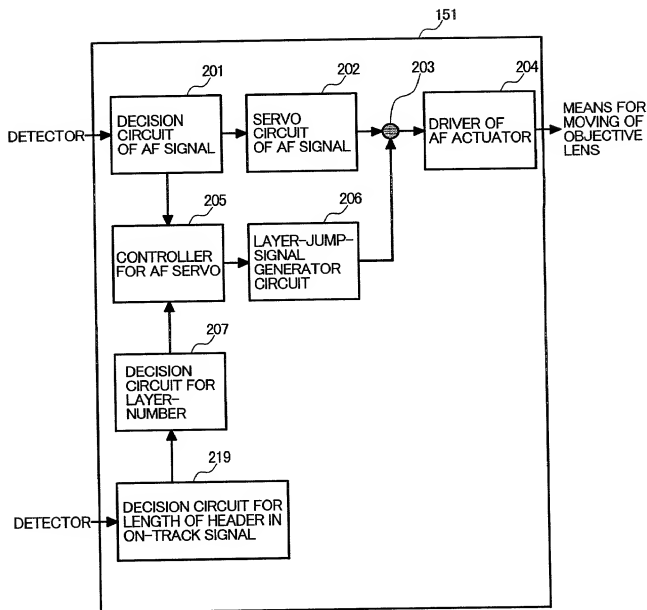 151
201
202
203
204
DETECTOR
DECISION
CIRCUIT
OF AF SIGNAL
SERVO
CIRCUIT
OF AF SIGNAL
DRIVER OF
AF ACTUATOR
MEANS FOR
MOVING OF
OBJECTIVE
LENS
205
206
CONTROLLER
FOR AF SERVO
LAYER-JUMP-
SIGNAL
GENERATOR
CIRCUIT
207
DECISION
CIRCUIT FOR
LAYER-
NUMBER
219
DETECTOR
DECISION CIRCUIT FOR
LENGTH OF HEADER IN
ON-TRACK SIGNAL